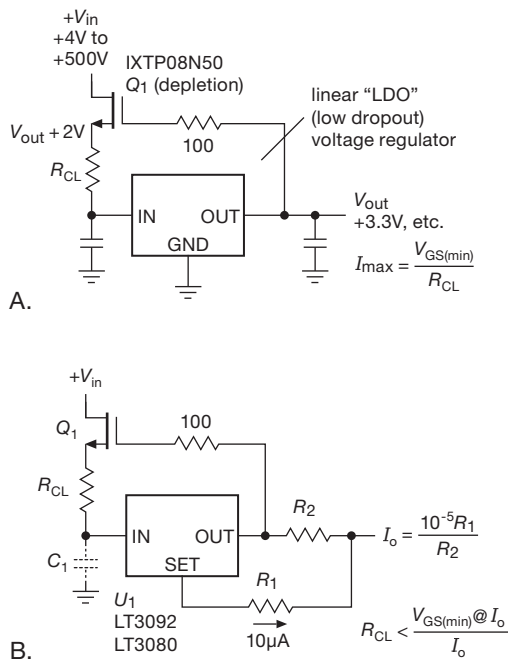 +Vin
+4V to
+500V
IXTP08N50
Q1 (depletion)
linear “LDO”
(low dropout)
voltage regulator
Vout + 2V
100
RCL
IN
OUT
GND
Vout
+3.3V, etc.
Imax = VGS(min) / RCL
A.
+Vin
Q1
100
RCL
IN
OUT
SET
R2
Io = 10^-5 R1 / R2
C1
R1
10µA
U1
LT3092
LT3080
RCL < VGS(min) @ Io / Io
B.